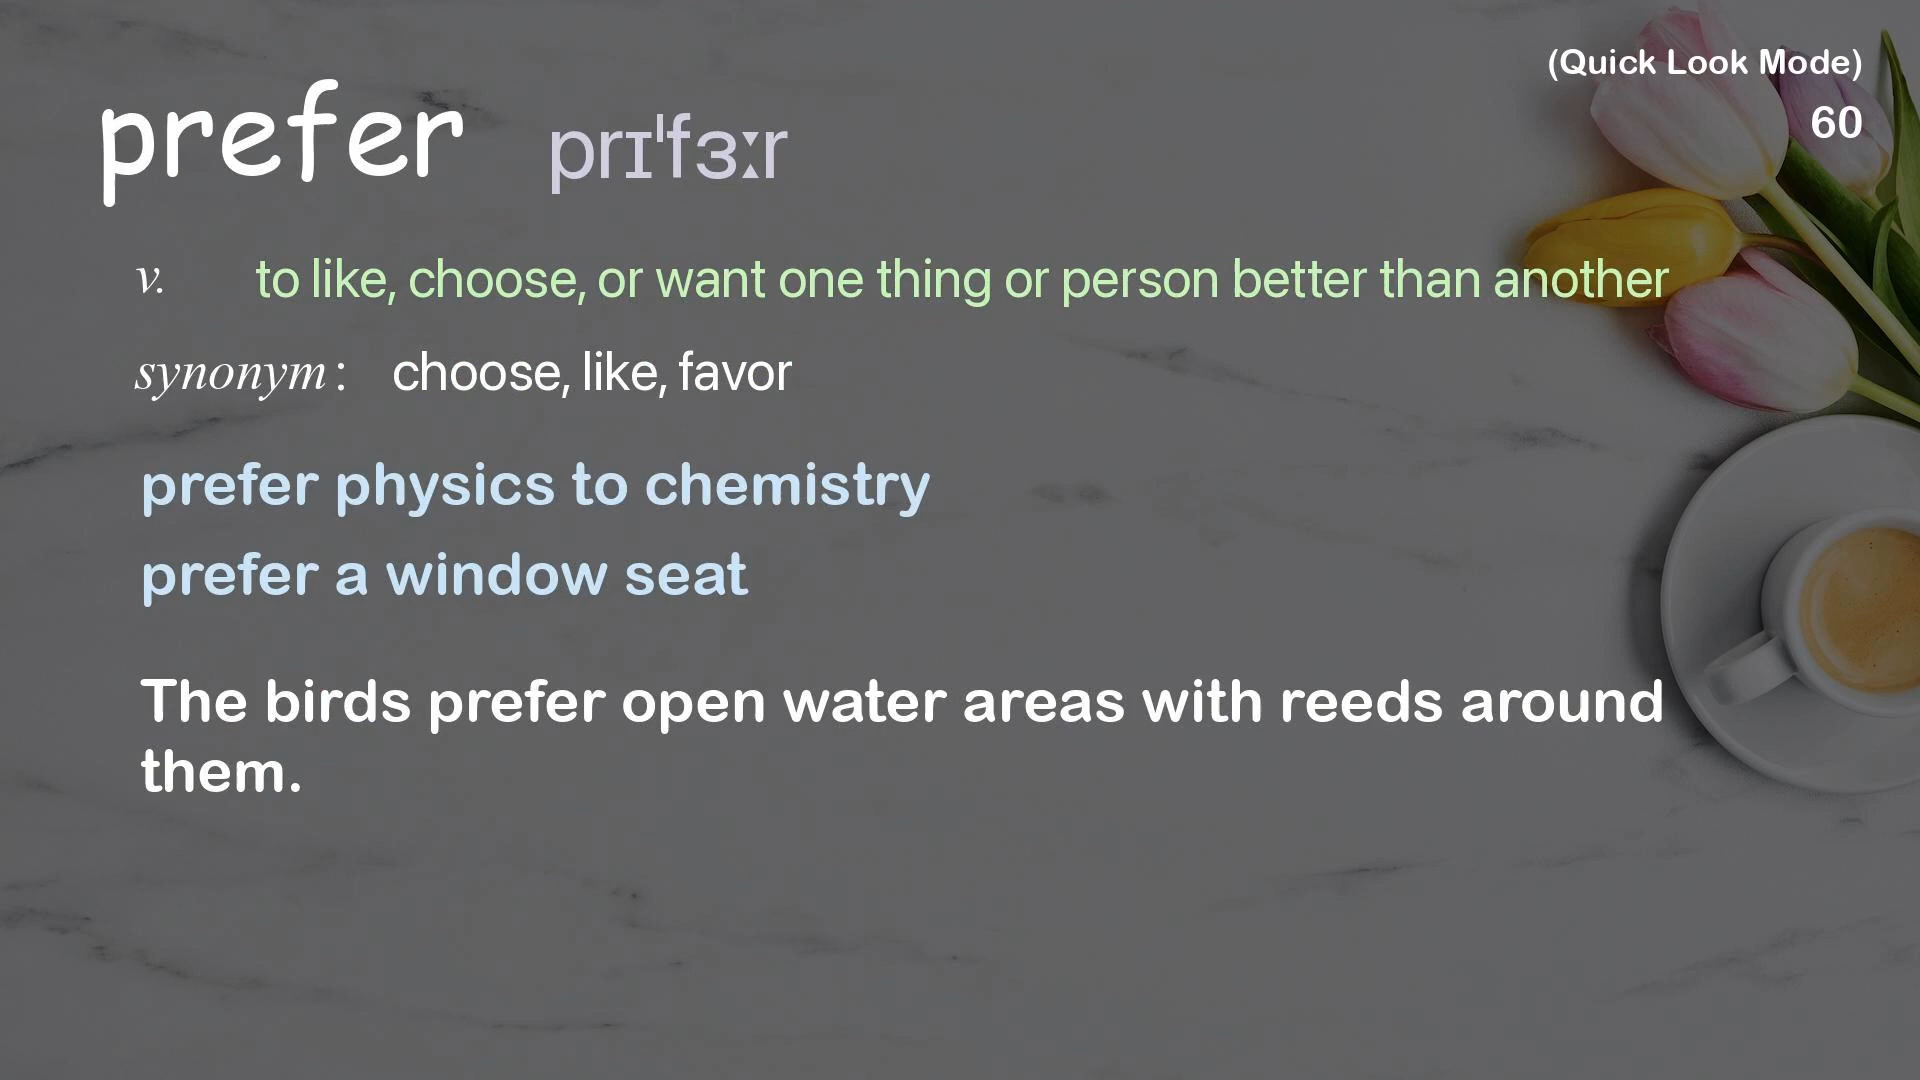 (Quick Look Mode)
60
prefer prɪˈfɜːr
v. to like, choose, or want one thing or person better than another
synonym: choose, like, favor
prefer physics to chemistry
prefer a window seat
The birds prefer open water areas with reeds around
them.